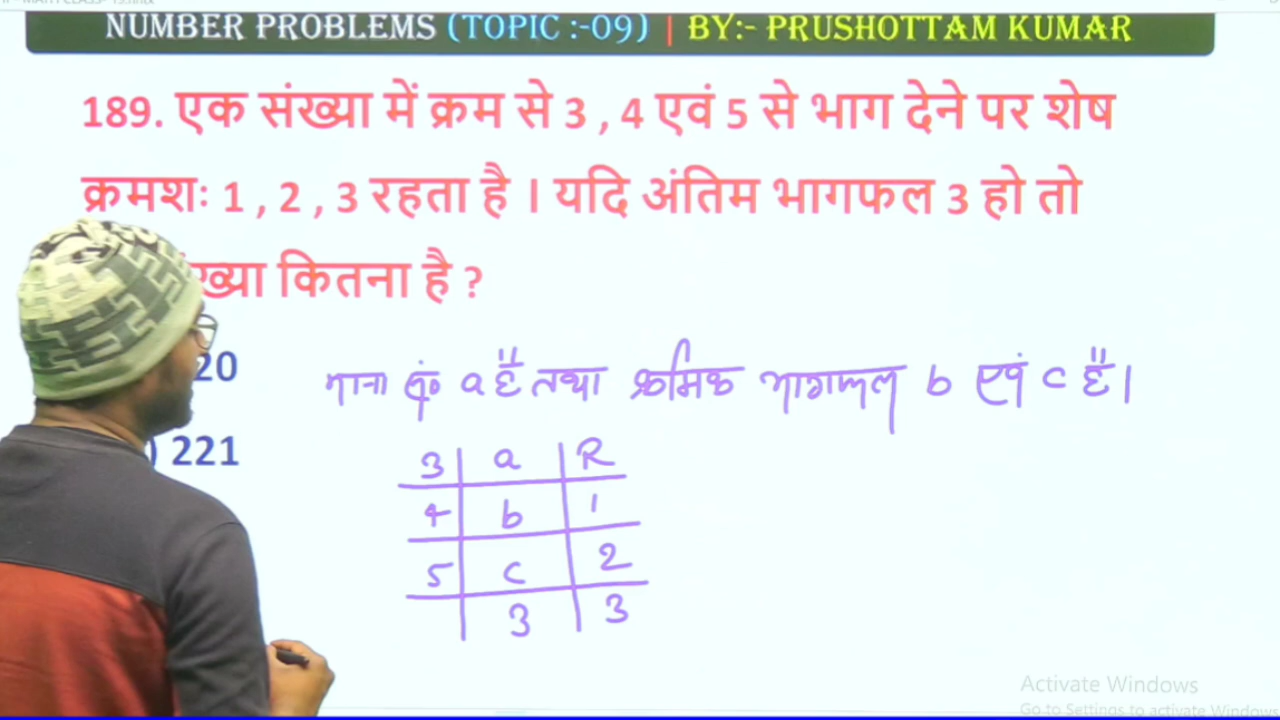 NUMBER PROBLEMS (TOPIC :-09) | BY:- PRUSHOTTAM KUMAR
189. एक संख्या में क्रम से 3 , 4 एवं 5 से भाग देने पर शेष
क्रमशः 1 , 2 , 3 रहता है । यदि अंतिम भागफल 3 हो तो
कितना है ?
20
) 221
माना सं० a है तथा क्रमिक भागफल b एवं c है।
3 | a | R
4 | b | 1
5 | c | 2
3 | 3
Activate Windows
Go to Settings to activate Windows